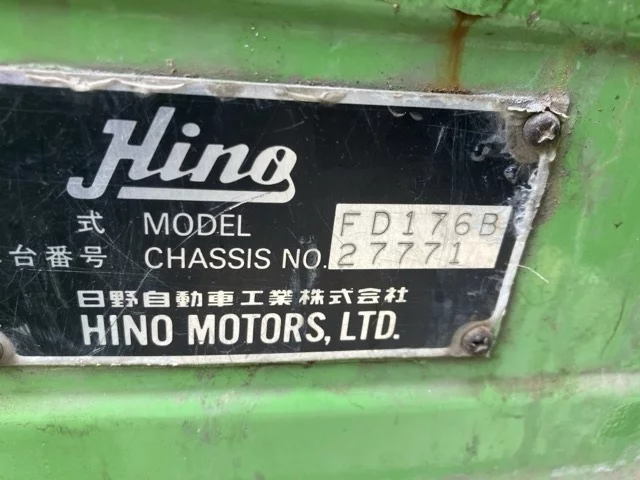 Hino
式 MODEL FD176B
台番号 CHASSIS NO. 27771
日野自動車工業株式会社
HINO MOTORS, LTD.